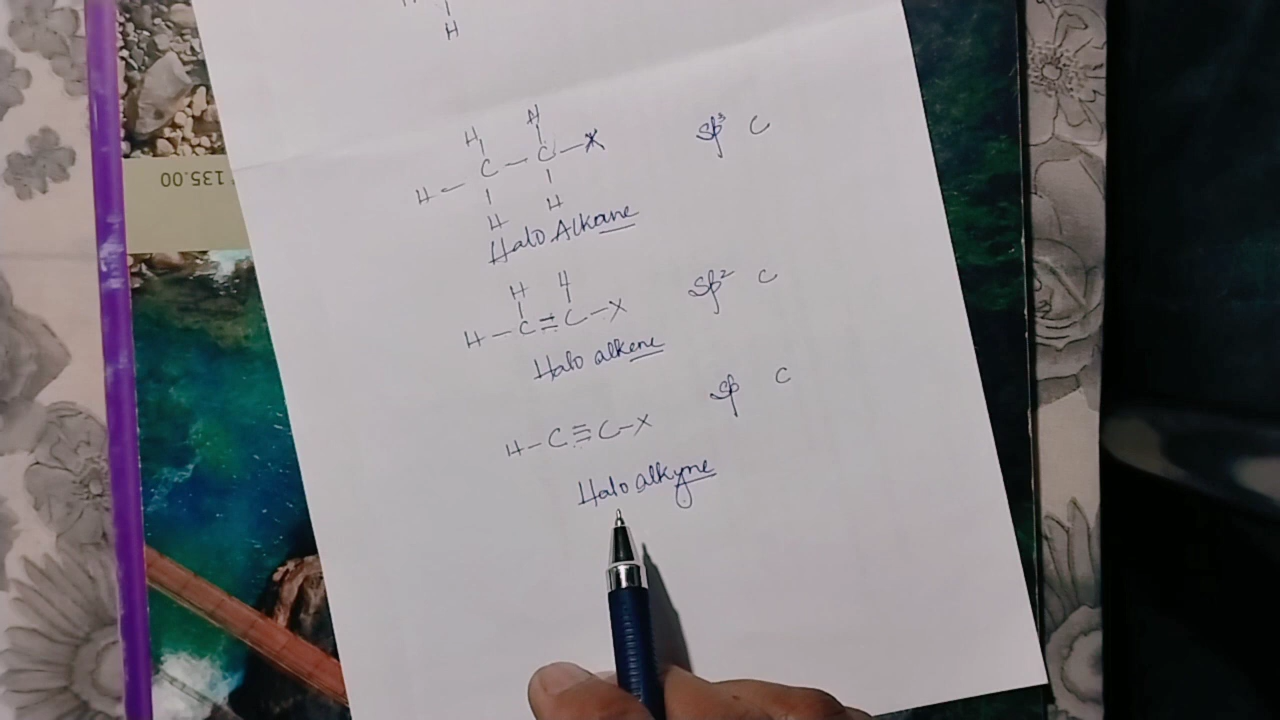 H
H H
H – C – C – X sp³ C
H H
Halo Alkane
H H
H – C = C – X sp² C
Halo alkene
H – C ≡ C – X sp C
Halo alkyne
135.00